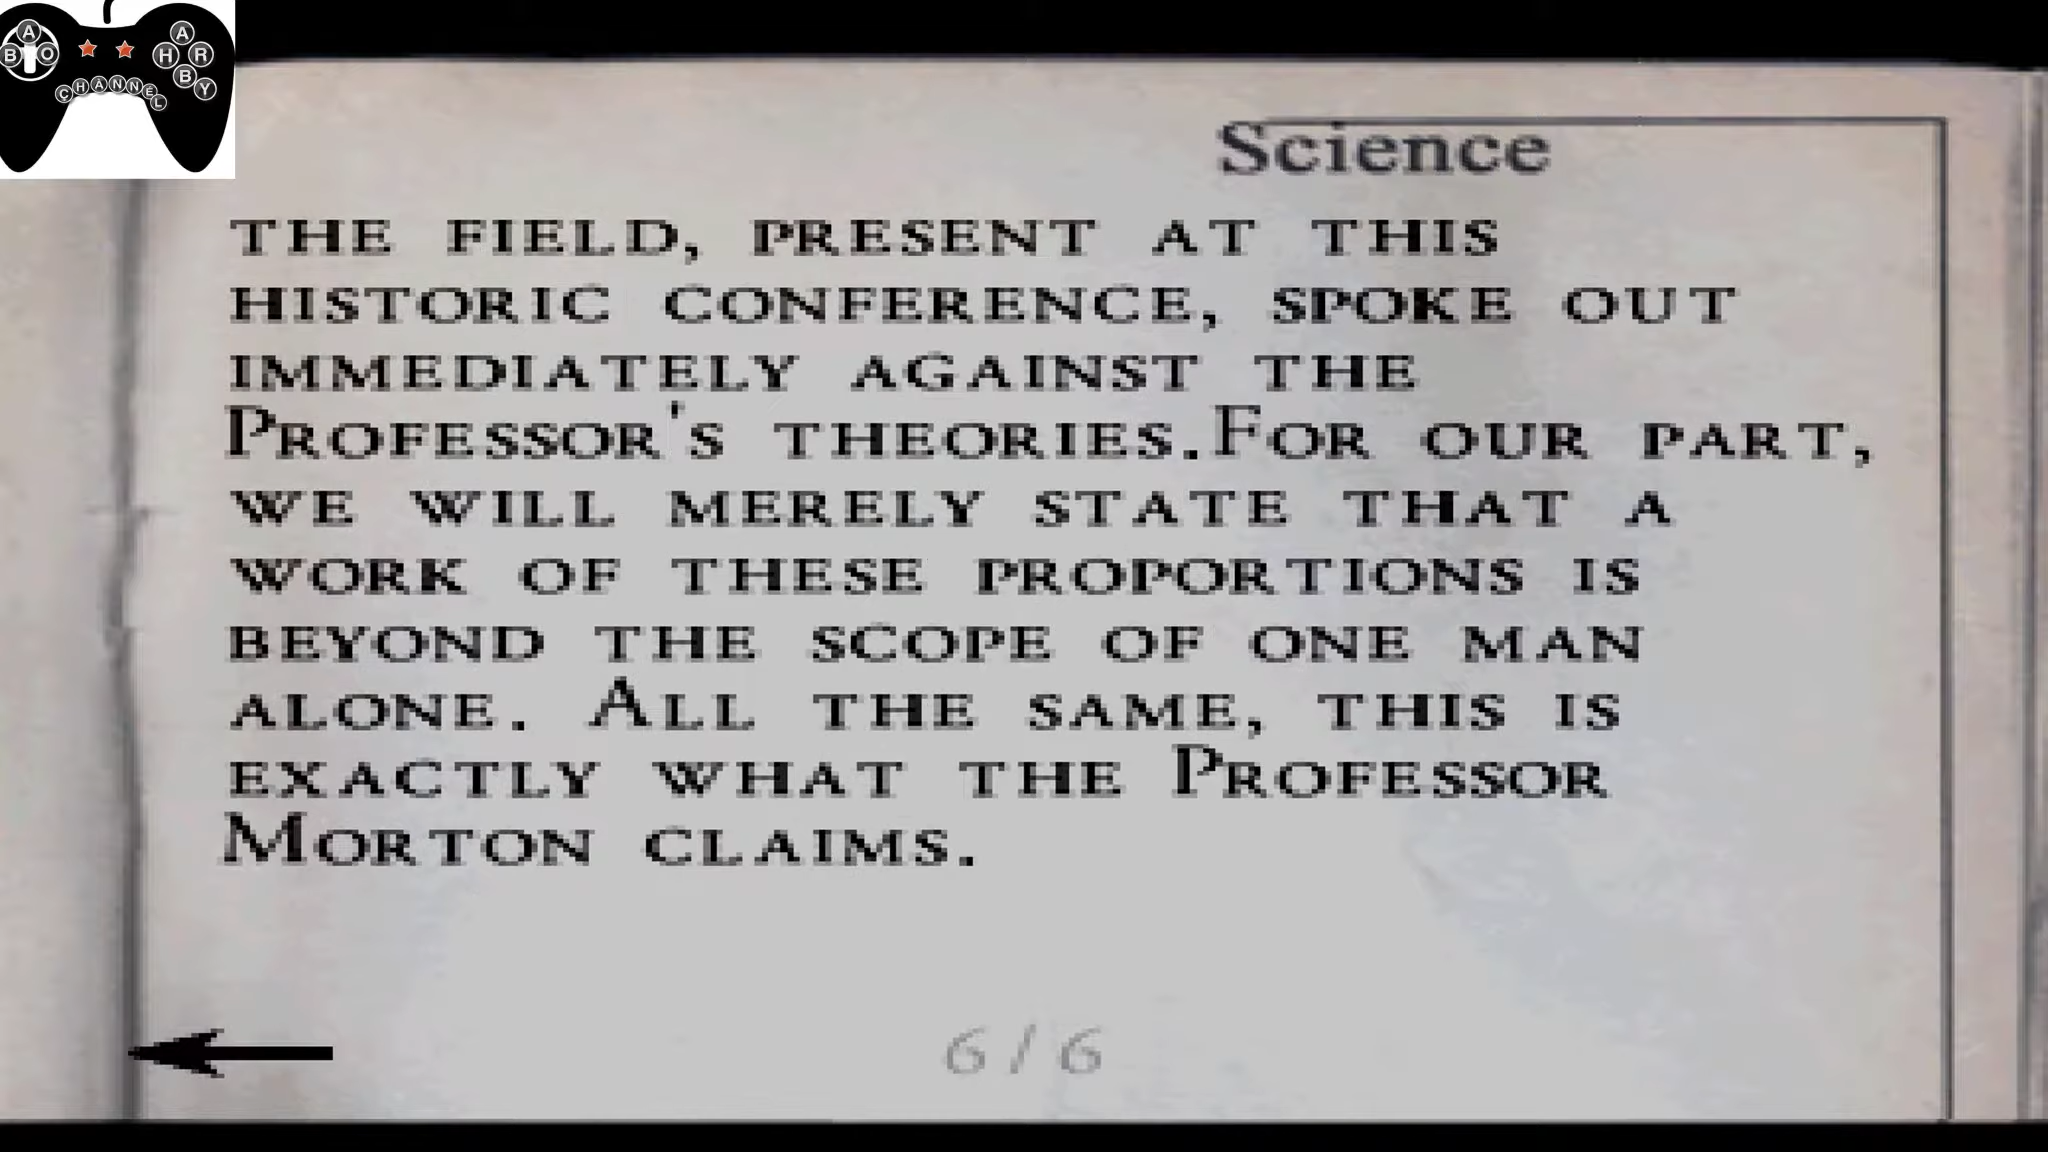 A
B O
A
H R
B
Y
CHANNEL
Science
THE FIELD, PRESENT AT THIS
HISTORIC CONFERENCE, SPOKE OUT
IMMEDIATELY AGAINST THE
PROFESSOR'S THEORIES.FOR OUR PART,
WE WILL MERELY STATE THAT A
WORK OF THESE PROPORTIONS IS
BEYOND THE SCOPE OF ONE MAN
ALONE. ALL THE SAME, THIS IS
EXACTLY WHAT THE PROFESSOR
MORTON CLAIMS.
6/6